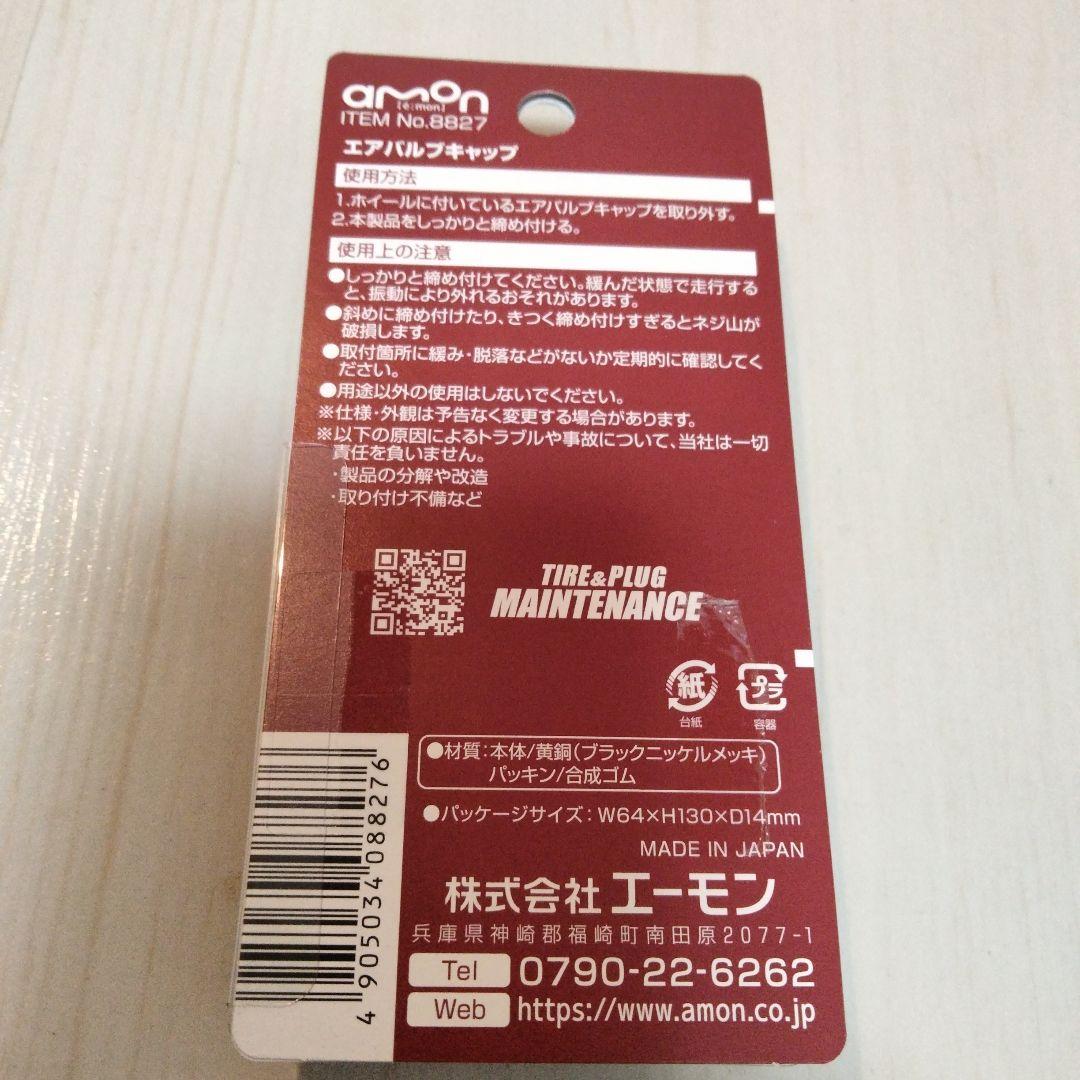 amon
[é:mon]
ITEM No.8827
エアバルブキャップ
使用方法
1.ホイールに付いているエアバルブキャップを取り外す。
2.本製品をしっかりと締め付ける。
使用上の注意
●しっかりと締め付けてください。緩んだ状態で走行する
と、振動により外れるおそれがあります。
●斜めに締め付けたり、きつく締め付けすぎるとネジ山が
破損します。
●取付箇所に緩み・脱落などがないか定期的に確認してく
ださい。
●用途以外の使用はしないでください。
※仕様・外観は予告なく変更する場合があります。
※以下の原因によるトラブルや事故について、当社は一切
責任を負いません。
・製品の分解や改造
・取り付け不備など
TIRE&PLUG
MAINTENANCE
紙
台紙
プラ
容器
●材質:本体/黄銅(ブラックニッケルメッキ)
パッキン/合成ゴム
●パッケージサイズ:W64×H130×D14mm
MADE IN JAPAN
株式会社 エーモン
兵庫県神崎郡福崎町南田原2077-1
Tel 0790-22-6262
Web https://www.amon.co.jp
4 905034 088276